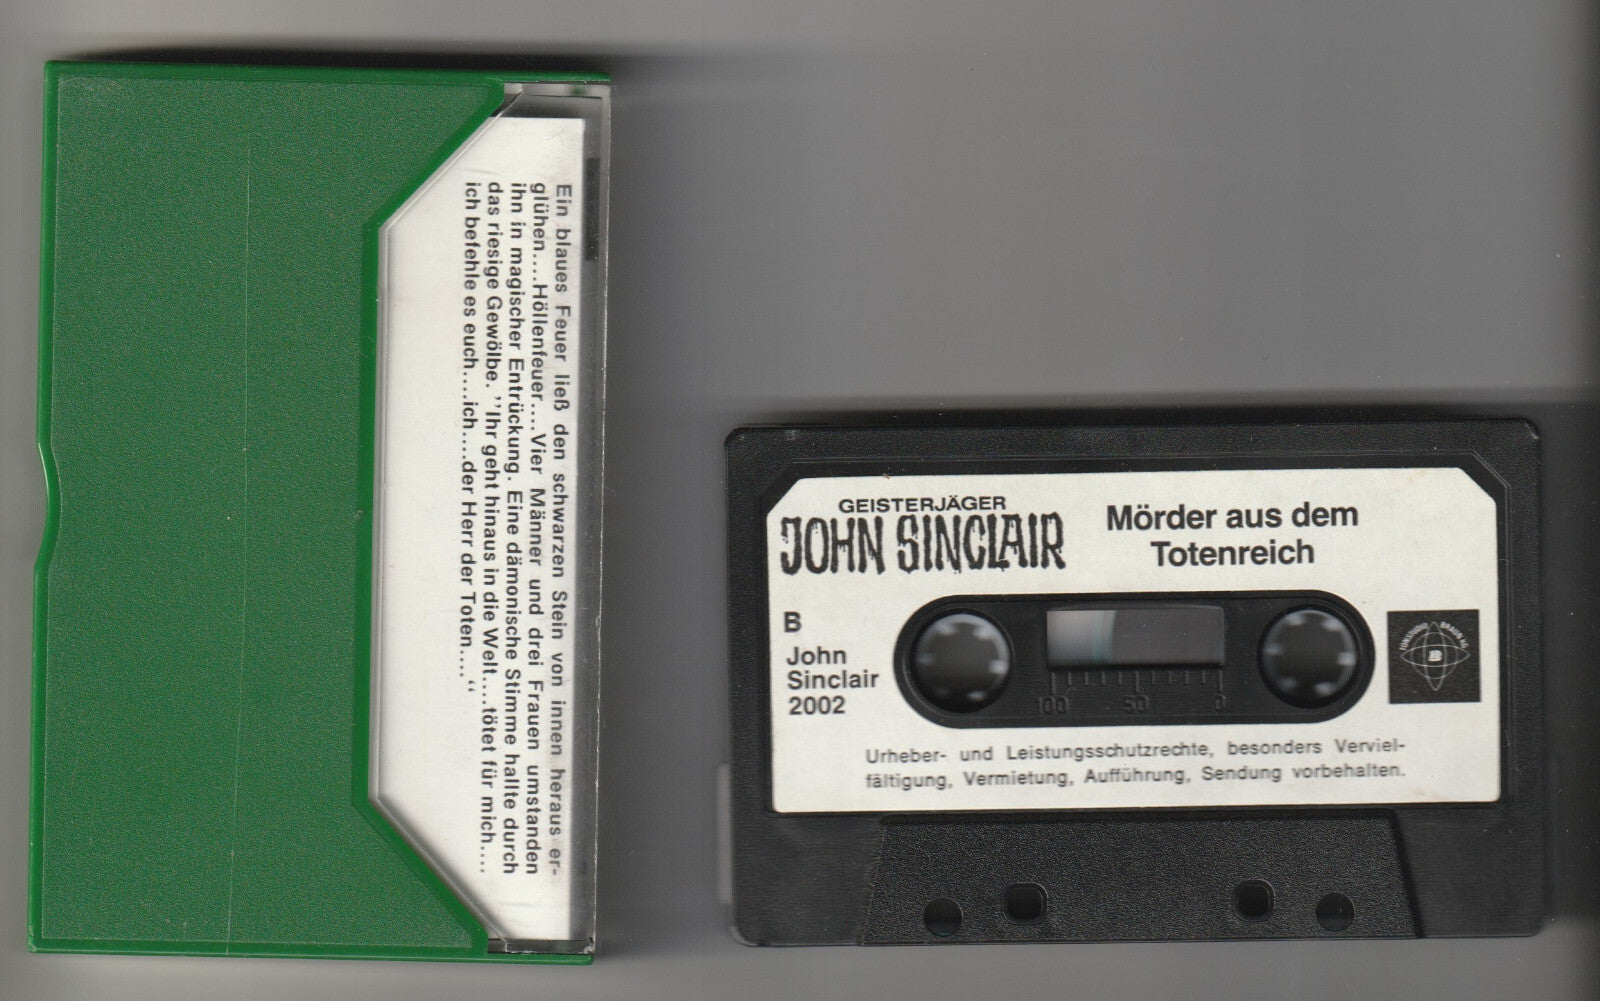 Ein blaues Feuer ließ den schwarzen Stein von innen heraus er-
glühen....Höllenfeuer....Vier Männer und drei Frauen umstanden
ihn in magischer Entrückung. Eine dämonische Stimme hallte durch
das riesige Gewölbe. ’’Ihr geht hinaus in die Welt....tötet für mich....
ich befehle es euch....ich....der Herr der Toten....“
GEISTERJÄGER
JOHN SINCLAIR
Mörder aus dem
Totenreich
B
John
Sinclair
2002
100 50 0
TONSTUDIO BRAUN HG
B
Urheber- und Leistungsschutzrechte, besonders Verviel-
fältigung, Vermietung, Aufführung, Sendung vorbehalten.